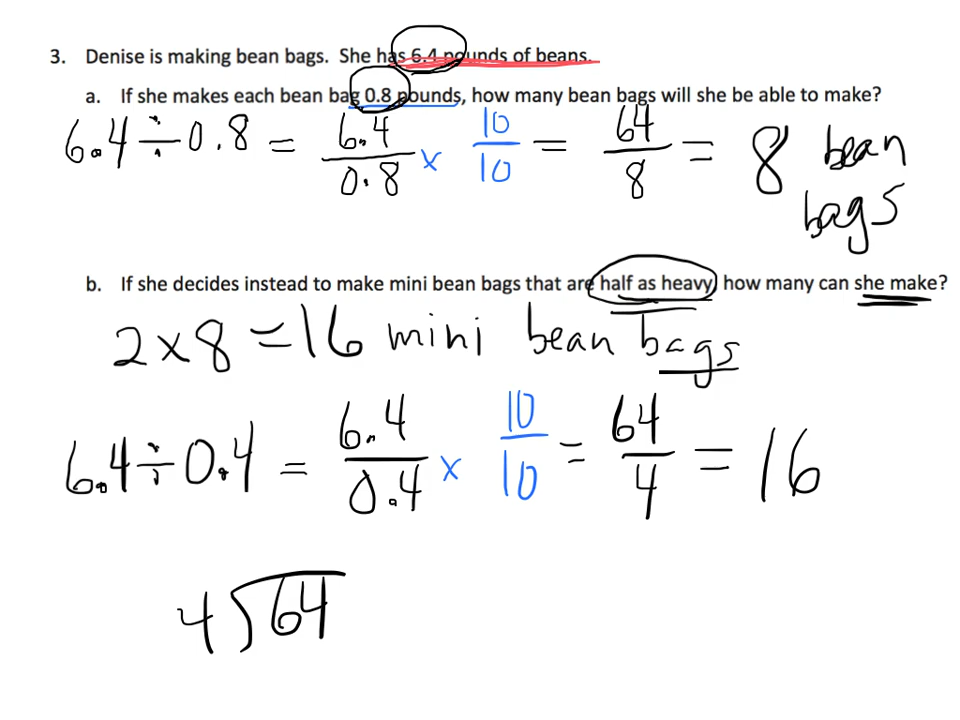 3. Denise is making bean bags. She has 6.4 pounds of beans.
a. If she makes each bean bag 0.8 pounds, how many bean bags will she be able to make?
6.4 ÷ 0.8 = 6.4/0.8 × 10/10 = 64/8 = 8 bean
bags
b. If she decides instead to make mini bean bags that are half as heavy, how many can she make?
2 × 8 = 16 mini bean bags
6.4 ÷ 0.4 = 6.4/0.4 × 10/10 = 64/4 = 16
4)64